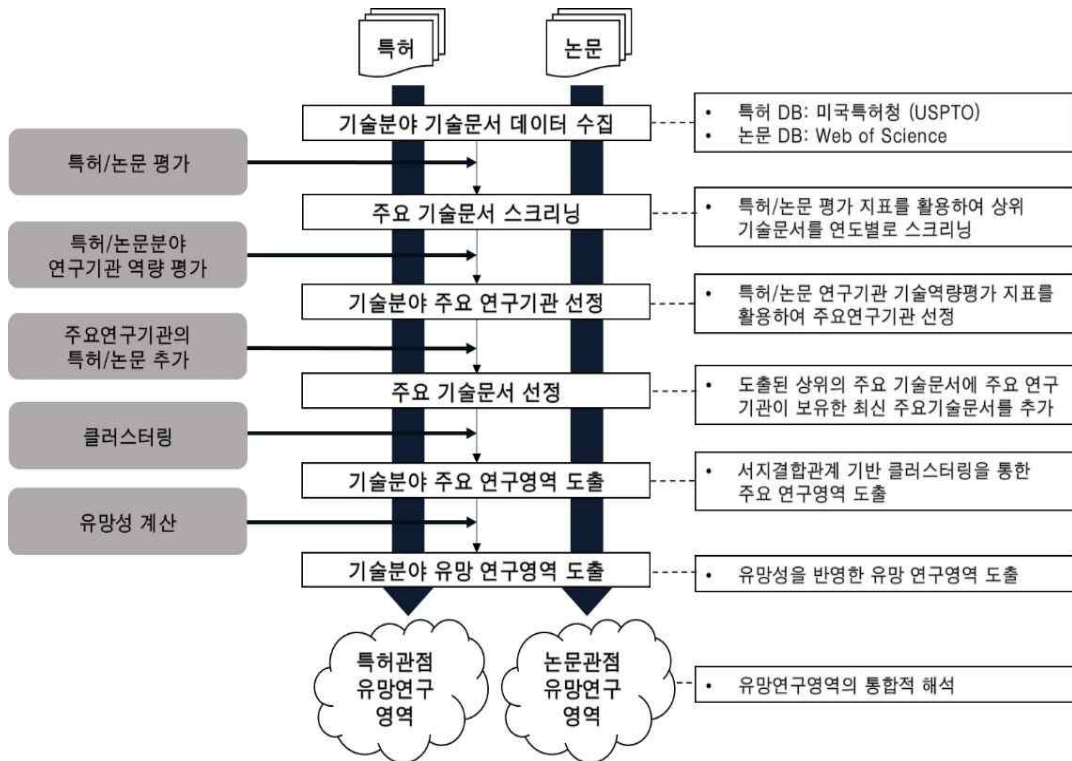 특허
논문
기술분야 기술문서 데이터 수집
• 특허 DB: 미국특허청 (USPTO)
• 논문 DB: Web of Science
특허/논문 평가
주요 기술문서 스크리닝
• 특허/논문 평가 지표를 활용하여 상위
기술문서를 연도별로 스크리닝
특허/논문분야
연구기관 역량 평가
기술분야 주요 연구기관 선정
• 특허/논문 연구기관 기술역량평가 지표를
활용하여 주요연구기관 선정
주요연구기관의
특허/논문 추가
주요 기술문서 선정
• 도출된 상위의 주요 기술문서에 주요 연구
기관이 보유한 최신 주요기술문서를 추가
클러스터링
기술분야 주요 연구영역 도출
• 서지결합관계 기반 클러스터링을 통한
주요 연구영역 도출
유망성 계산
기술분야 유망 연구영역 도출
• 유망성을 반영한 유망 연구영역 도출
특허관점
유망연구
영역
논문관점
유망연구
영역
• 유망연구영역의 통합적 해석